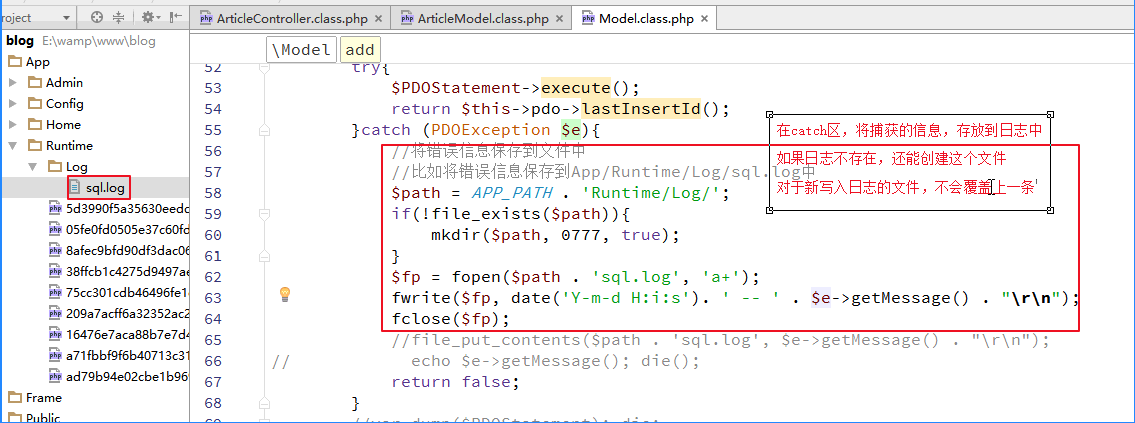 roject
ArticleController.class.php
ArticleModel.class.php
Model.class.php
blog E:\wamp\www\blog
App
Admin
Config
Home
Runtime
Log
sql.log
5d3990f5a35630eedc
05fe0fd0505e37c60fd
8afec9bfd90df3dac06
38ffcb1c4275d9497ae
75cc301cdb46496fe1
209a7acff6a32352ac2
16476e7aca88b7e7d4
a71fbbf9f6b40713c31
ad79b94e02cbe1b969
Frame
Public
\Model add
52 try{
53 $PDOStatement->execute();
54 return $this->pdo->lastInsertId();
55 }catch (PDOException $e){
56 //将错误信息保存到文件中
57 //比如将错误信息保存到App/Runtime/Log/sql.log中
58 $path = APP_PATH . 'Runtime/Log/';
59 if(!file_exists($path)){
60 mkdir($path, 0777, true);
61 }
62 $fp = fopen($path . 'sql.log', 'a+');
63 fwrite($fp, date('Y-m-d H:i:s'). ' -- ' . $e->getMessage() . "\r\n");
64 fclose($fp);
65 //file_put_contents($path . 'sql.log', $e->getMessage() . "\r\n");
66 // echo $e->getMessage(); die();
67 return false;
68 }
69 //var_dump($PDOStatement); die;
在catch区，将捕获的信息，存放到日志中
如果日志不存在，还能创建这个文件
对于新写入日志的文件，不会覆盖上一条'